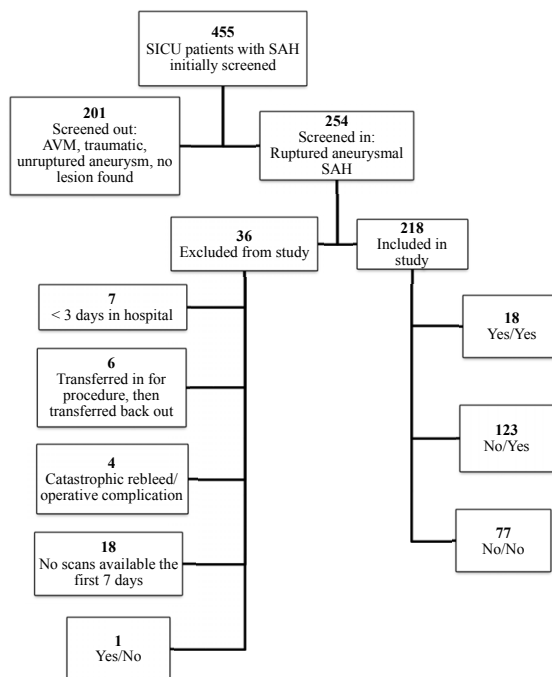 455
SICU patients with SAH
initially screened
201
Screened out:
AVM, traumatic,
unruptured aneurysm, no
lesion found
254
Screened in:
Ruptured aneurysmal
SAH
36
Excluded from study
218
Included in
study
7
< 3 days in hospital
6
Transferred in for
procedure, then
transferred back out
4
Catastrophic rebleed/
operative complication
18
No scans available the
first 7 days
1
Yes/No
18
Yes/Yes
123
No/Yes
77
No/No